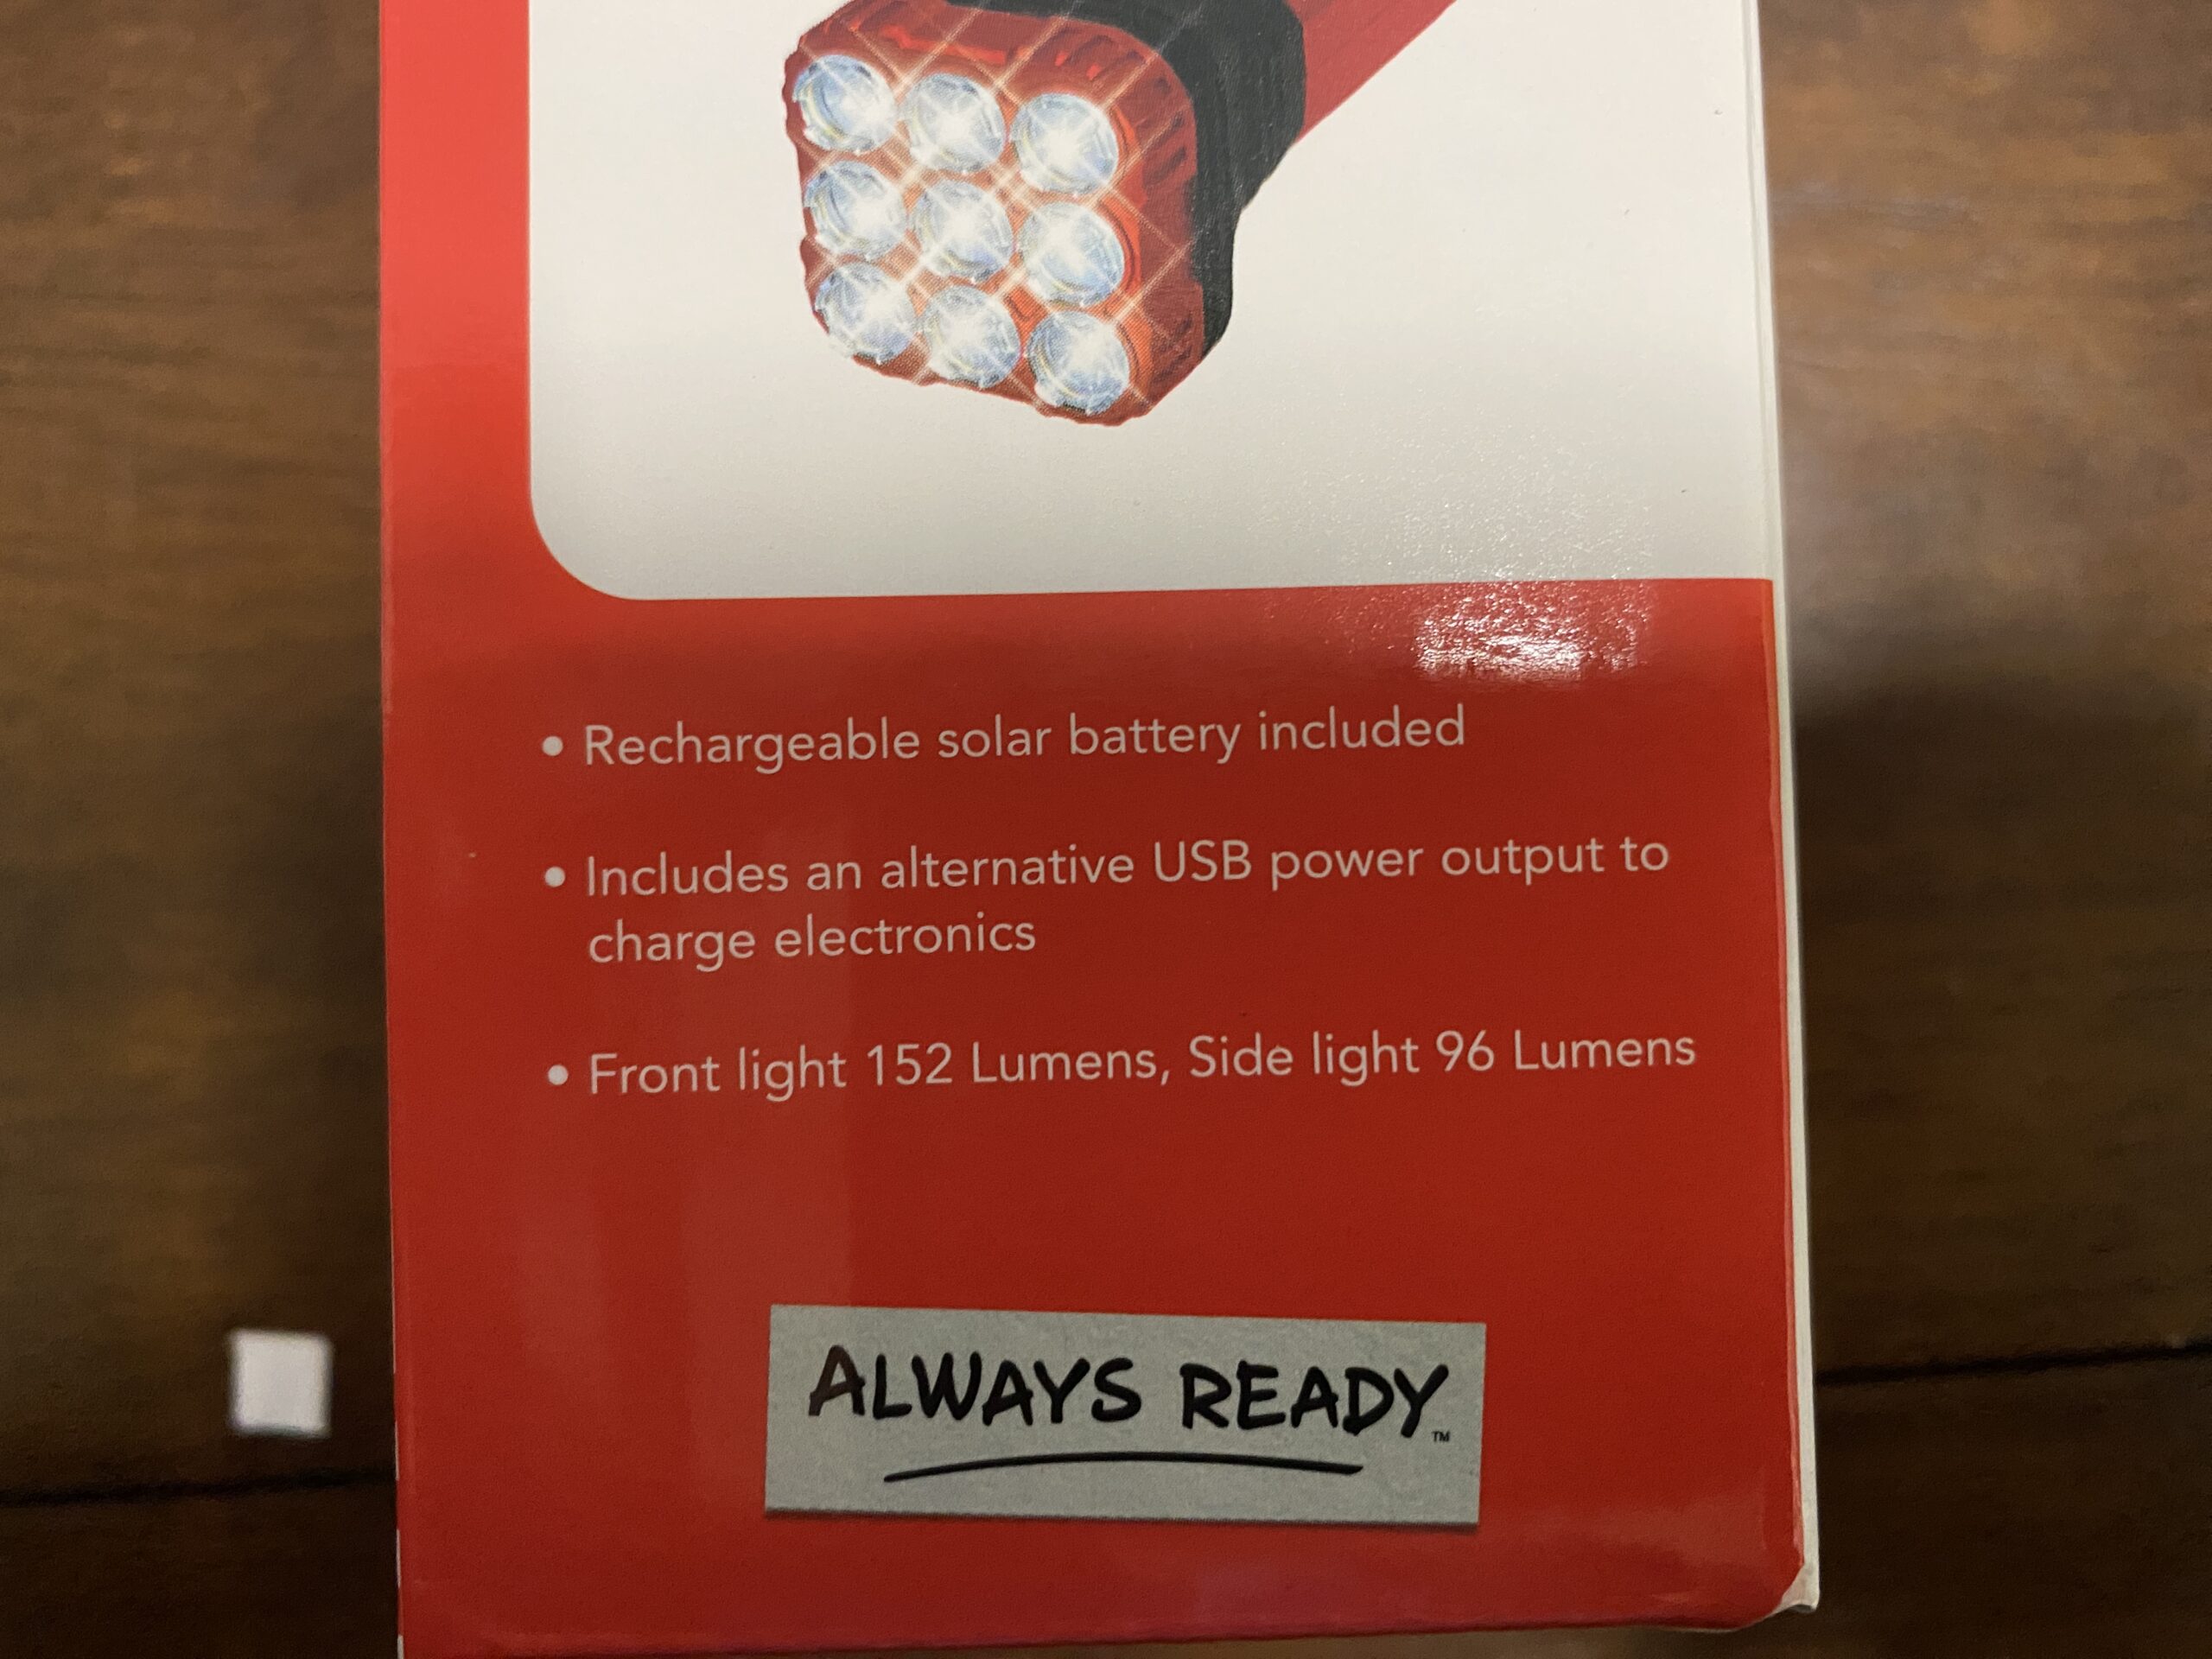 • Rechargeable solar battery included
• Includes an alternative USB power output to
charge electronics
• Front light 152 Lumens, Side light 96 Lumens
ALWAYS READY™